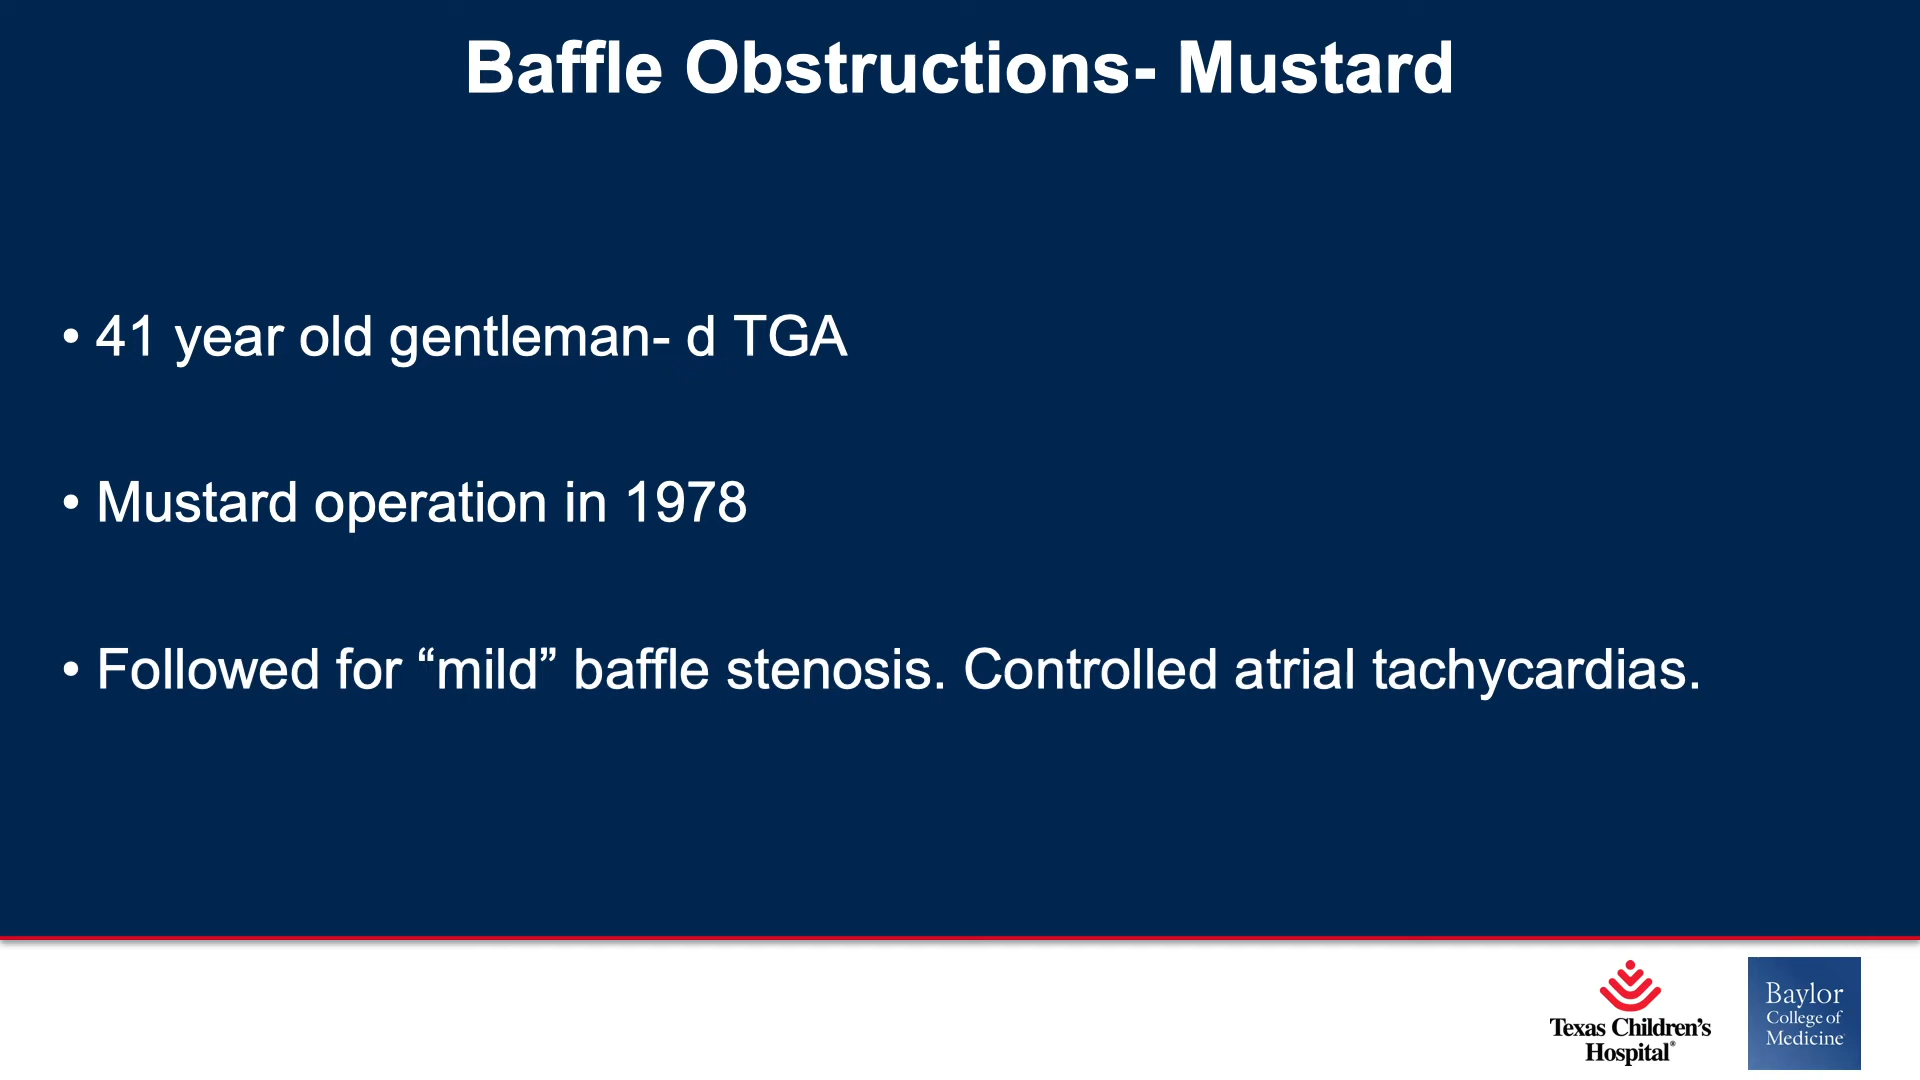 Baffle Obstructions- Mustard
• 41 year old gentleman- d TGA
• Mustard operation in 1978
• Followed for “mild” baffle stenosis. Controlled atrial tachycardias.
Texas Children’s
Hospital®
Baylor
College of
Medicine